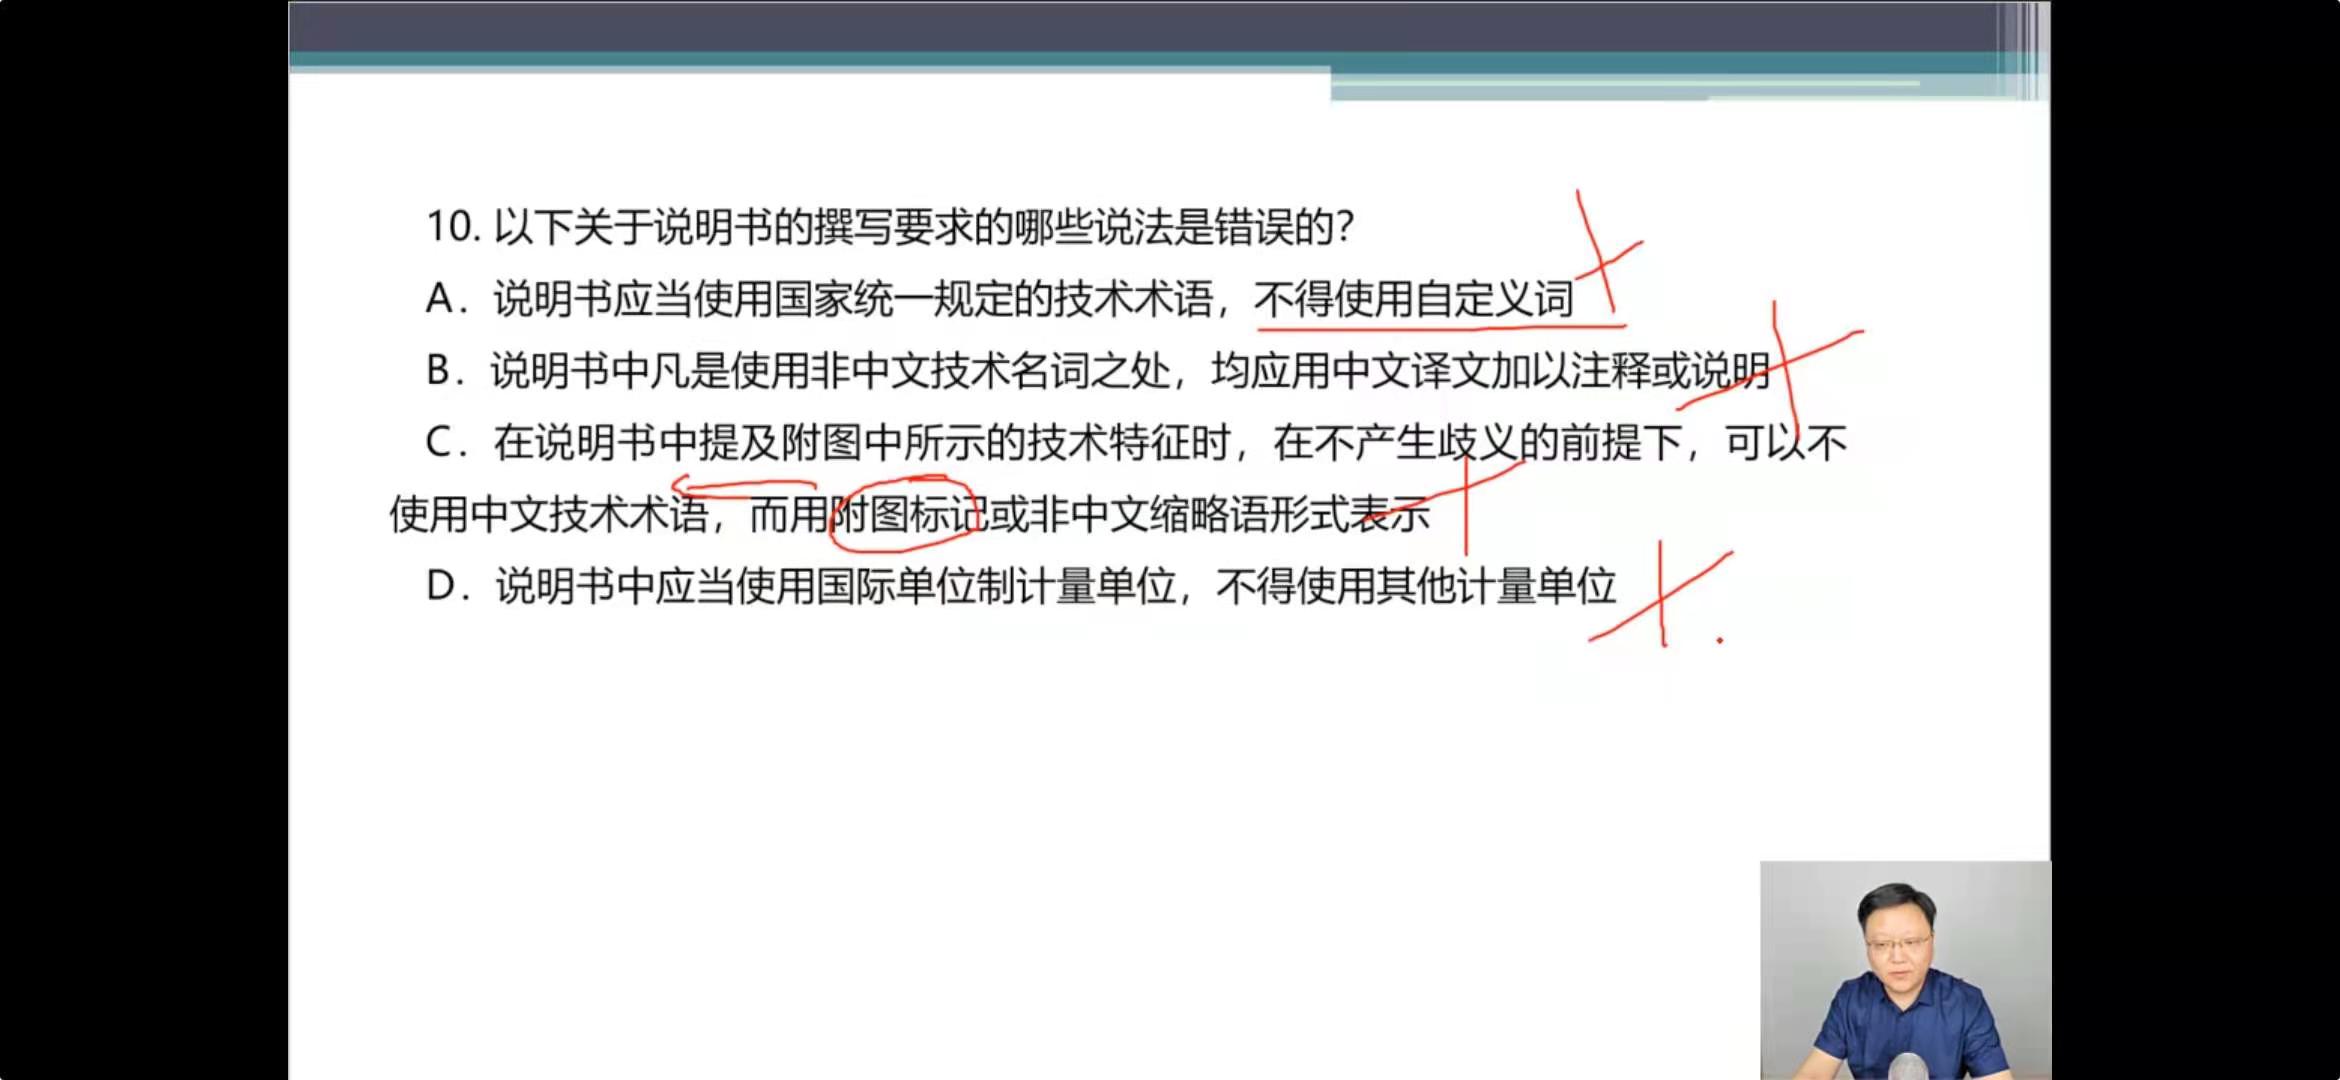 10. 以下关于说明书的撰写要求的哪些说法是错误的?
A. 说明书应当使用国家统一规定的技术术语，不得使用自定义词
B. 说明书中凡是使用非中文技术名词之处，均应用中文译文加以注释或说明
C. 在说明书中提及附图中所示的技术特征时，在不产生歧义的前提下，可以不
使用中文技术术语，而用附图标记或非中文缩略语形式表示
D. 说明书中应当使用国际单位制计量单位，不得使用其他计量单位